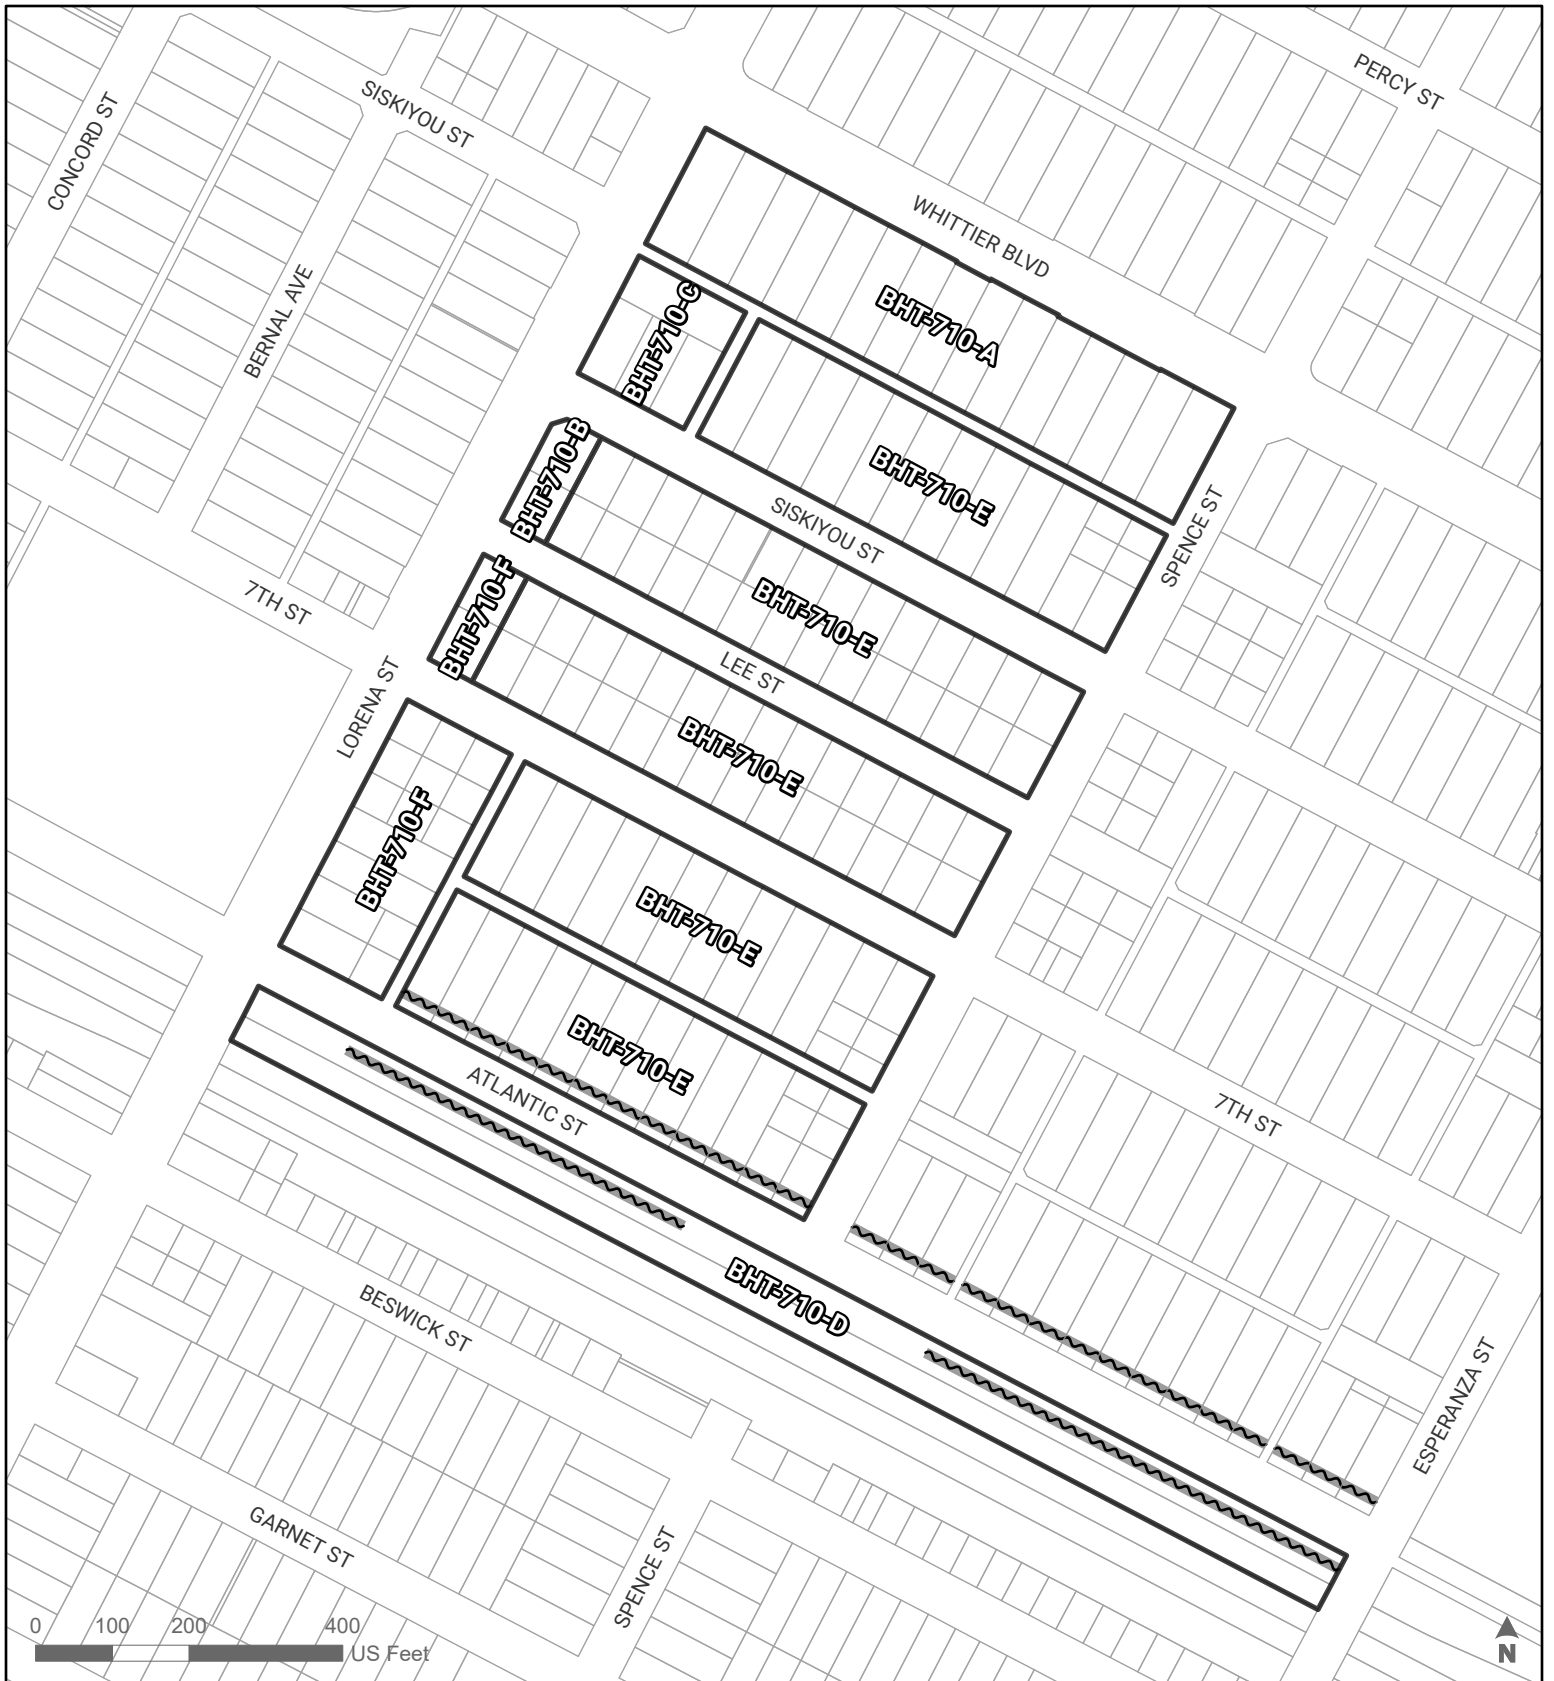 PERCY ST
SISKIYOU ST
CONCORD ST
WHITTIER BLVD
BERNAL AVE
BHT-710-C
BHT-710-A
BHT-710-B
BHT-710-E
SISKIYOU ST
SPENCE ST
BHT-710-F
7TH ST
BHT-710-E
LEE ST
LORENA ST
BHT-710-E
BHT-710-F
BHT-710-E
BHT-710-E
ATLANTIC ST
7TH ST
BHT-710-D
BESWICK ST
ESPERANZA ST
GARNET ST
SPENCE ST
0 100 200 400
US Feet
N